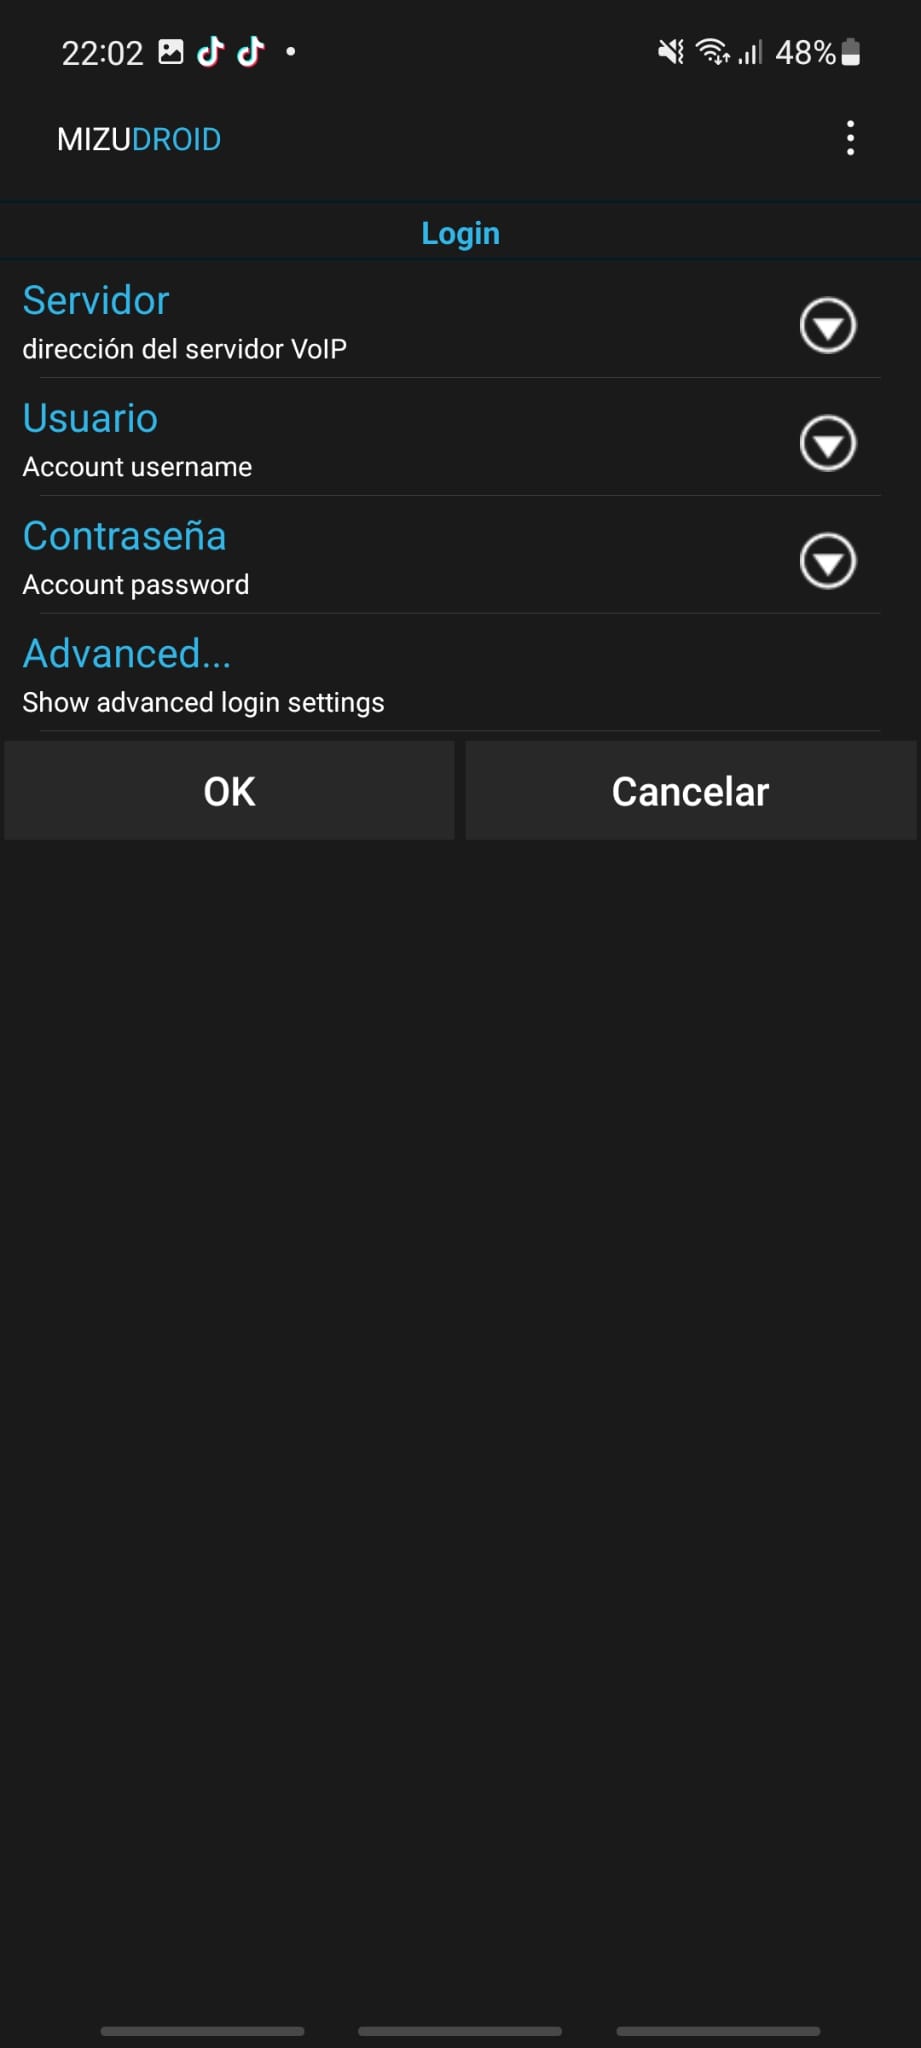 22:02
48%
MIZUDROID
Login
Servidor
dirección del servidor VoIP
Usuario
Account username
Contraseña
Account password
Advanced...
Show advanced login settings
OK
Cancelar